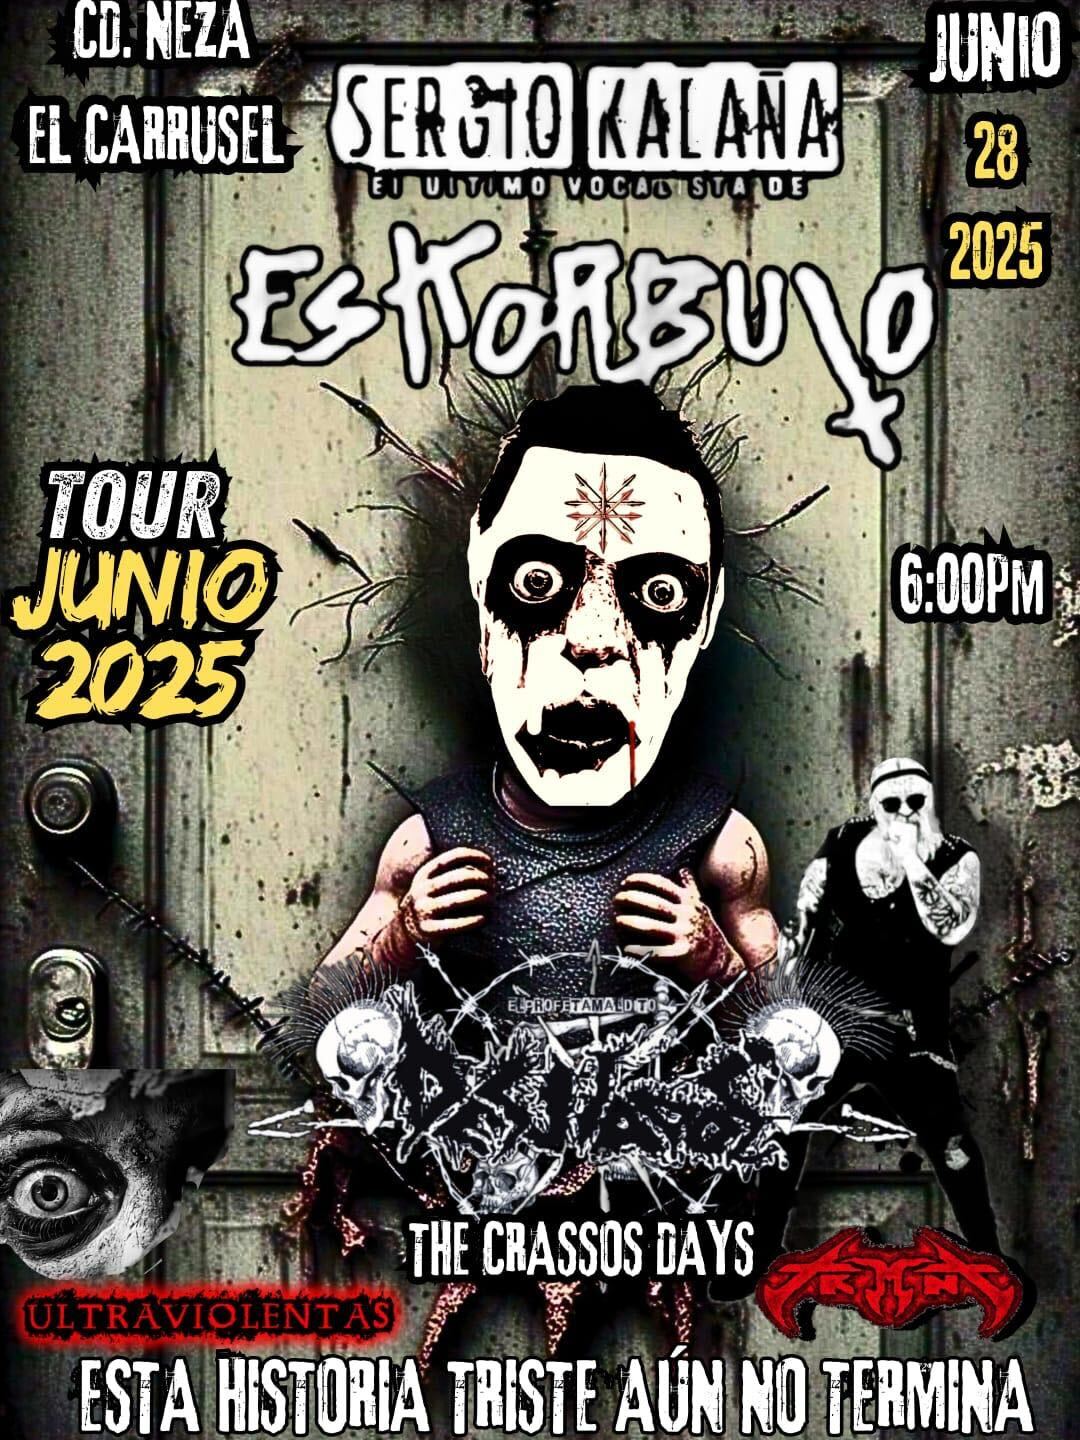 CD. NEZA
EL CARRUSEL
SERGIO KALAÑA
El ULTIMO VOCALISTA DE
ESKORBUTO
JUNIO
28
2025
TOUR
JUNIO
2025
6:00PM
ELPROFETAMALDITO
THE CRASSOS DAYS
ULTRAVIOLENTAS
ESTA HISTORIA TRISTE AÚN NO TERMINA